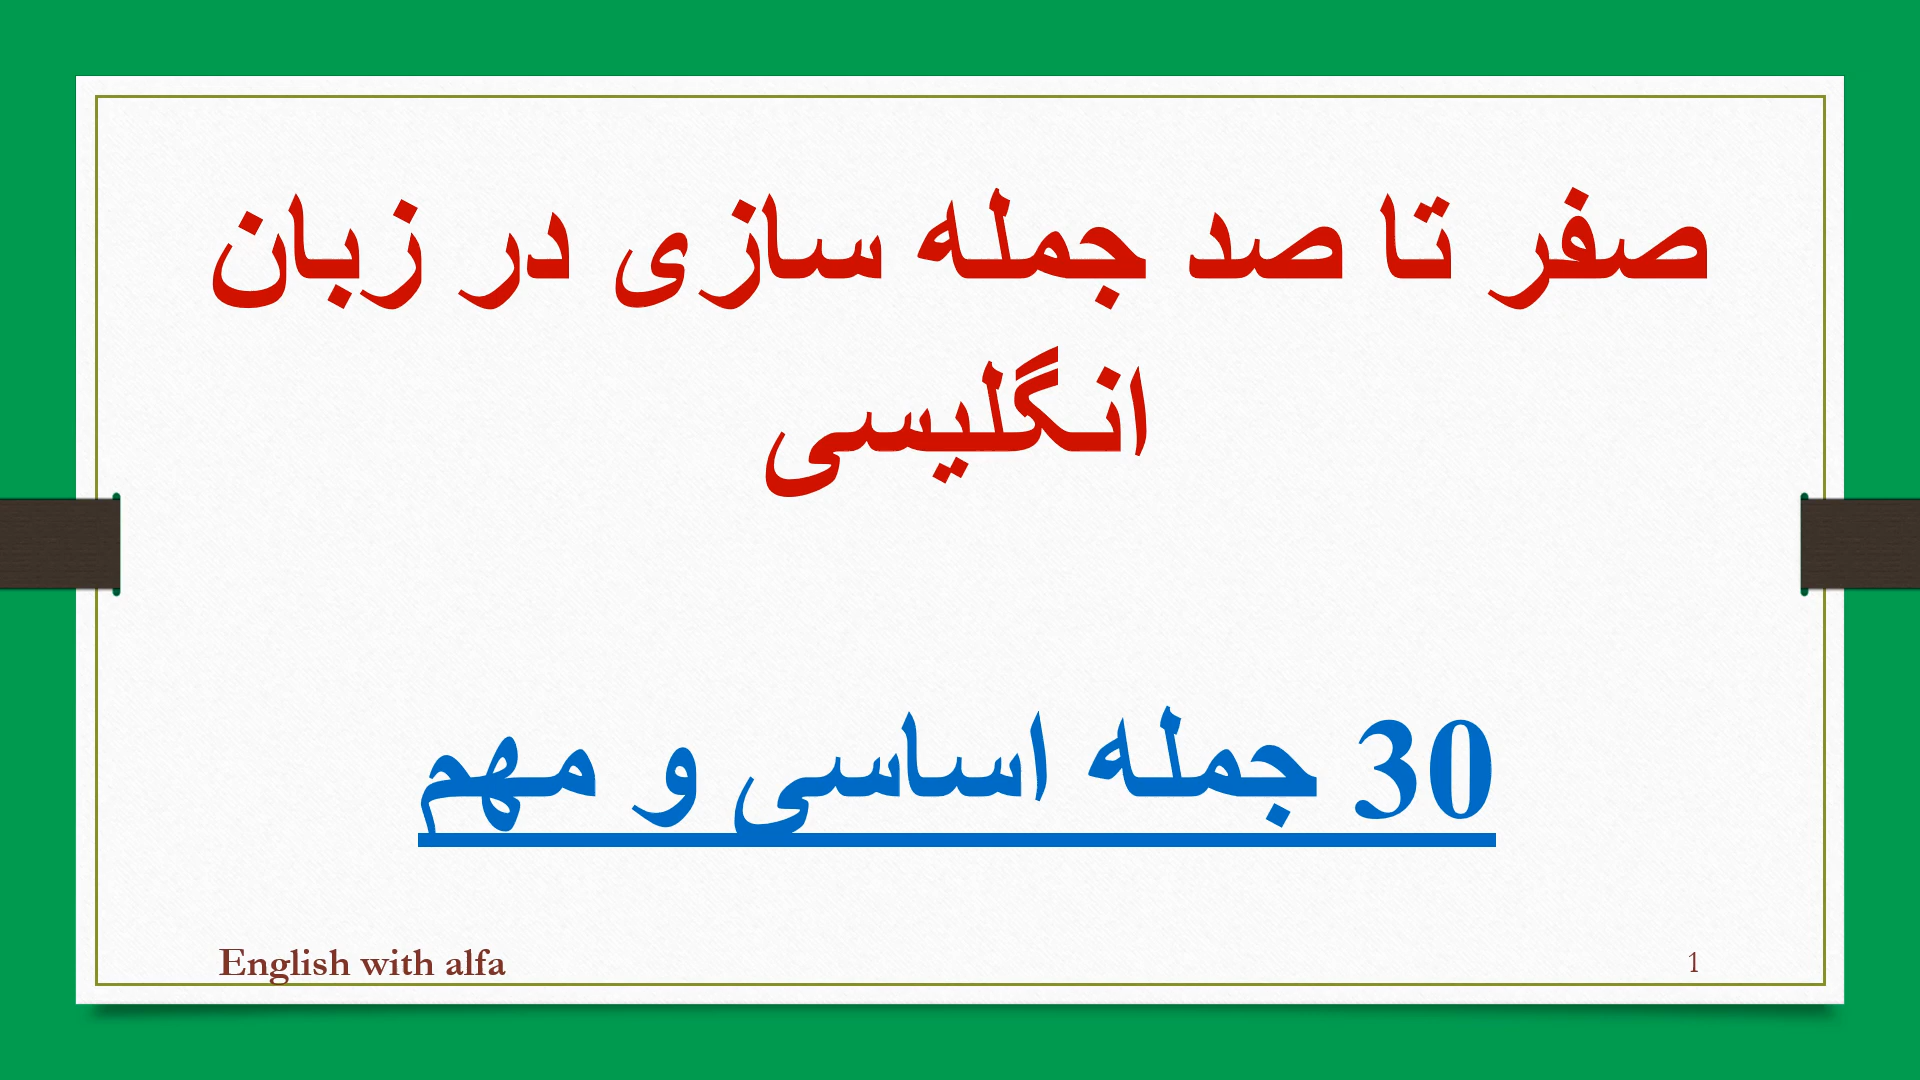 صفر تا صد جمله سازی در زبان
انگلیسی
30 جمله اساسی و مهم
English with alfa
1